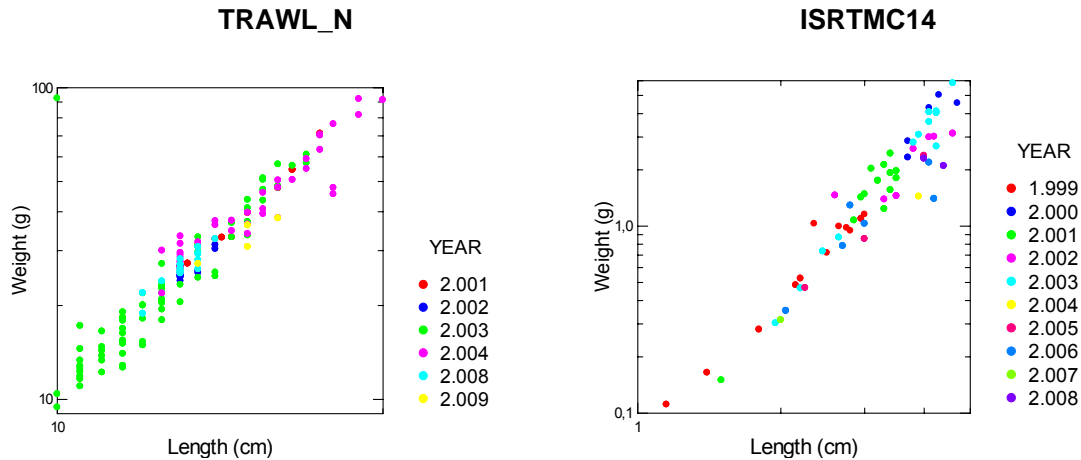 TRAWL_N
100
10
10
Weight (g)
Length (cm)
YEAR
2.001
2.002
2.003
2.004
2.008
2.009
ISRTMC14
1,0
0,1
1
Weight (g)
Length (cm)
YEAR
1.999
2.000
2.001
2.002
2.003
2.004
2.005
2.006
2.007
2.008